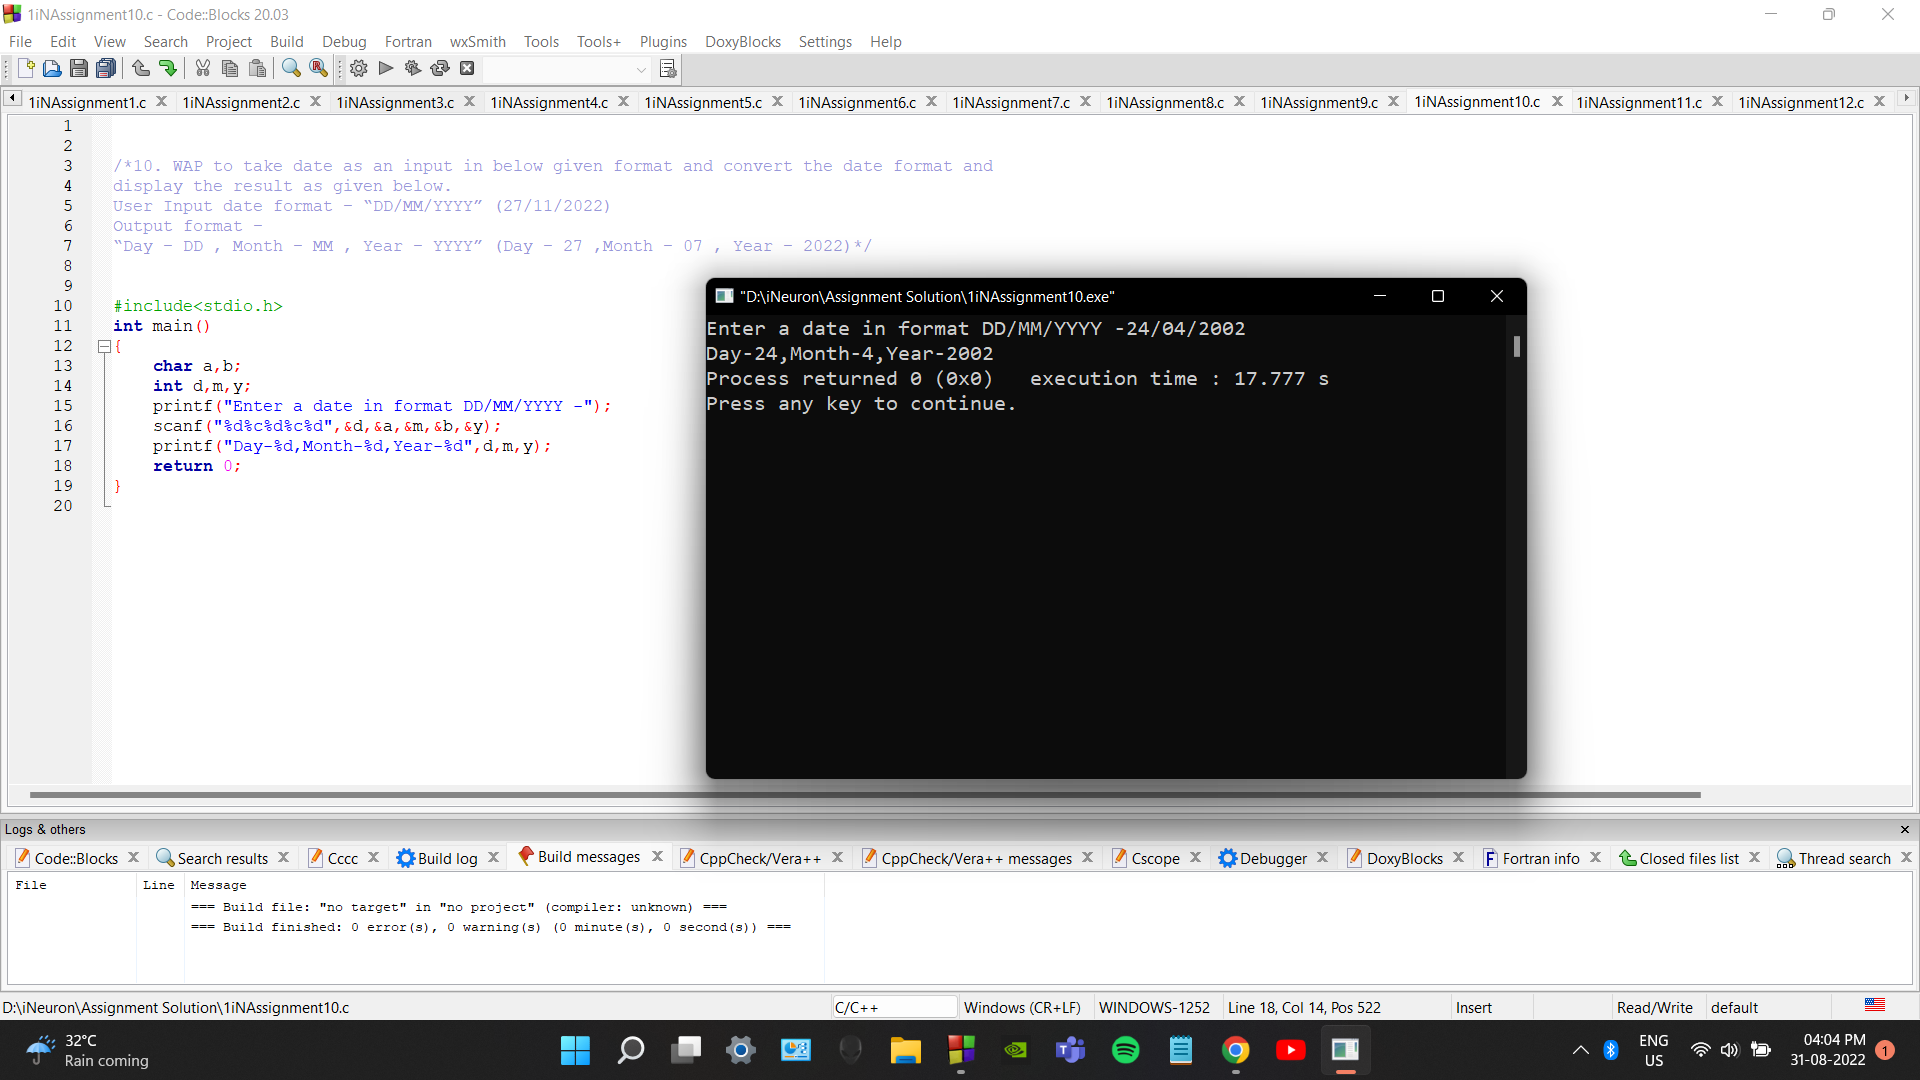 1iNAssignment10.c - Code::Blocks 20.03
File Edit View Search Project Build Debug Fortran wxSmith Tools Tools+ Plugins DoxyBlocks Settings Help
1iNAssignment1.c 1iNAssignment2.c 1iNAssignment3.c 1iNAssignment4.c 1iNAssignment5.c 1iNAssignment6.c 1iNAssignment7.c 1iNAssignment8.c 1iNAssignment9.c 1iNAssignment10.c 1iNAssignment11.c 1iNAssignment12.c
1
2
3 /*10. WAP to take date as an input in below given format and convert the date format and
4 display the result as given below.
5 User Input date format – “DD/MM/YYYY” (27/11/2022)
6 Output format –
7 “Day – DD , Month – MM , Year – YYYY” (Day – 27 ,Month – 07 , Year – 2022)*/
8
9
10 #include<stdio.h>
11 int main()
12 {
13 char a,b;
14 int d,m,y;
15 printf("Enter a date in format DD/MM/YYYY -");
16 scanf("%d%c%d%c%d",&d,&a,&m,&b,&y);
17 printf("Day-%d,Month-%d,Year-%d",d,m,y);
18 return 0;
19 }
20
"D:\iNeuron\Assignment Solution\1iNAssignment10.exe"
Enter a date in format DD/MM/YYYY -24/04/2002
Day-24,Month-4,Year-2002
Process returned 0 (0x0)   execution time : 17.777 s
Press any key to continue.
Logs & others
Code::Blocks Search results Cccc Build log Build messages CppCheck/Vera++ CppCheck/Vera++ messages Cscope Debugger DoxyBlocks Fortran info Closed files list Thread search
File Line Message
=== Build file: "no target" in "no project" (compiler: unknown) ===
=== Build finished: 0 error(s), 0 warning(s) (0 minute(s), 0 second(s)) ===
D:\iNeuron\Assignment Solution\1iNAssignment10.c C/C++ Windows (CR+LF) WINDOWS-1252 Line 18, Col 14, Pos 522 Insert Read/Write default
32°C
Rain coming
ENG
US
04:04 PM
31-08-2022
1